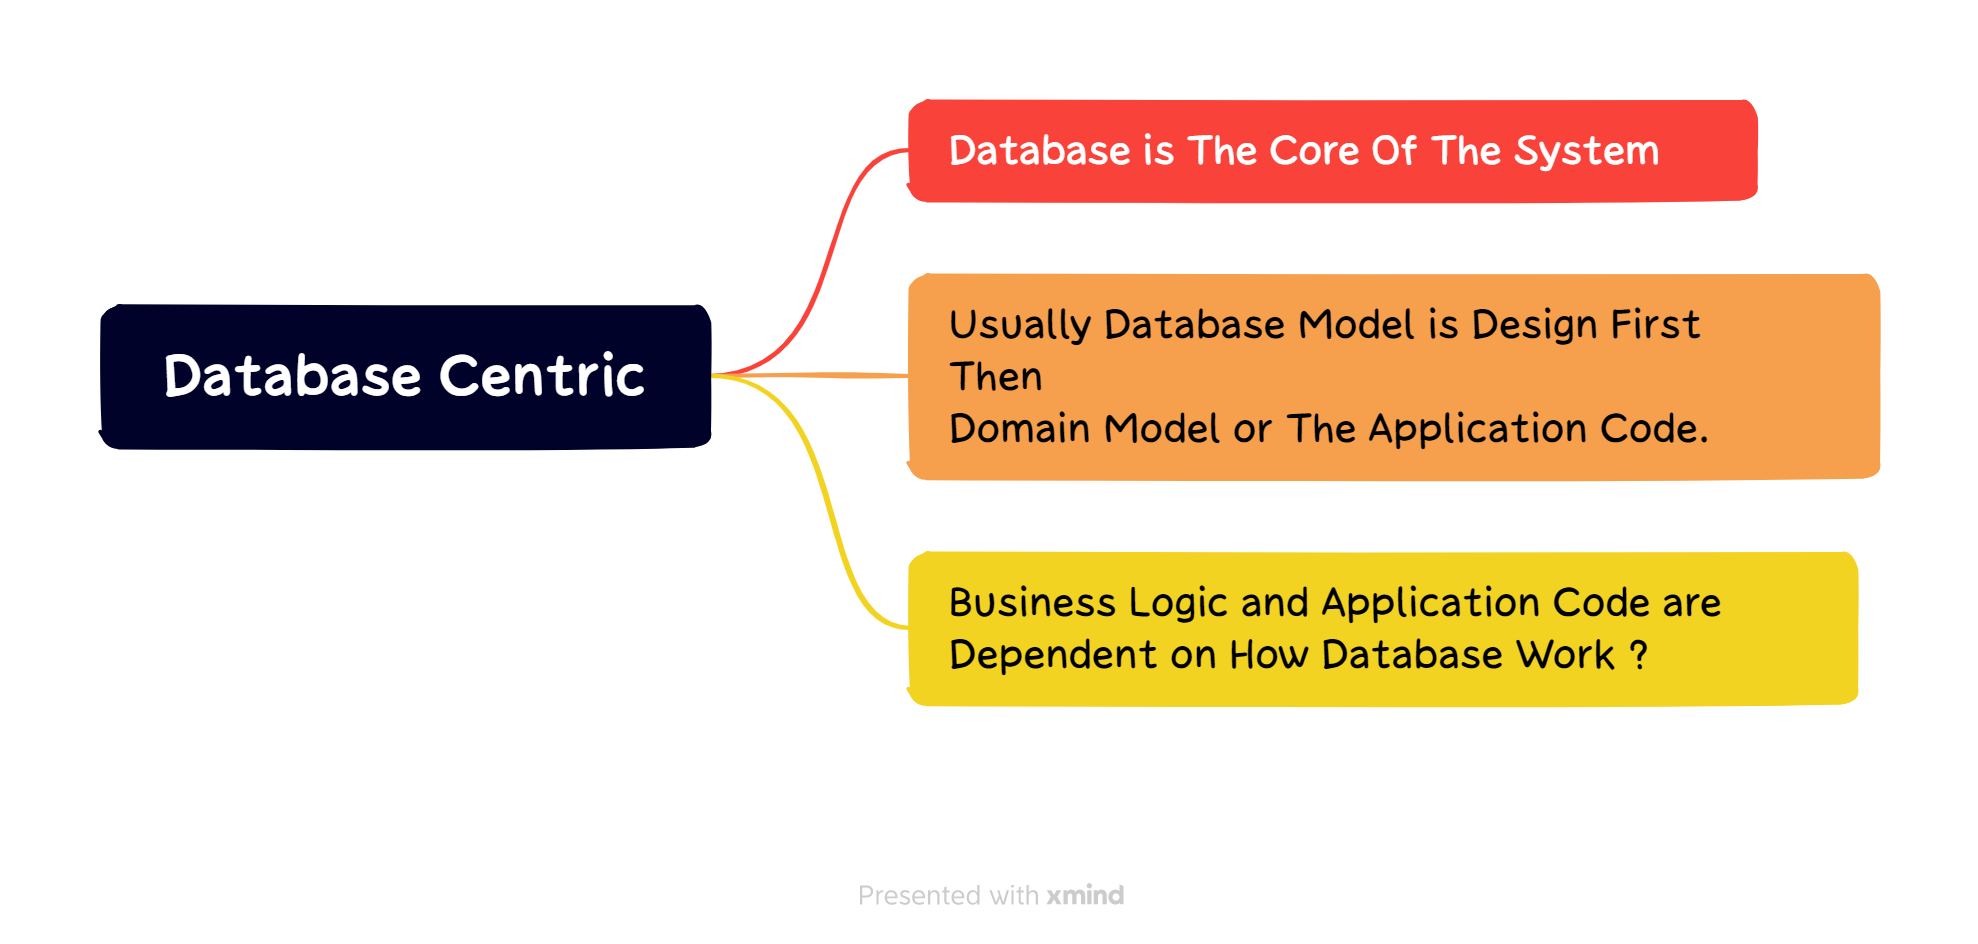 Database Centric
Database is The Core Of The System
Usually Database Model is Design First
Then
Domain Model or The Application Code.
Business Logic and Application Code are
Dependent on How Database Work ?
Presented with xmind